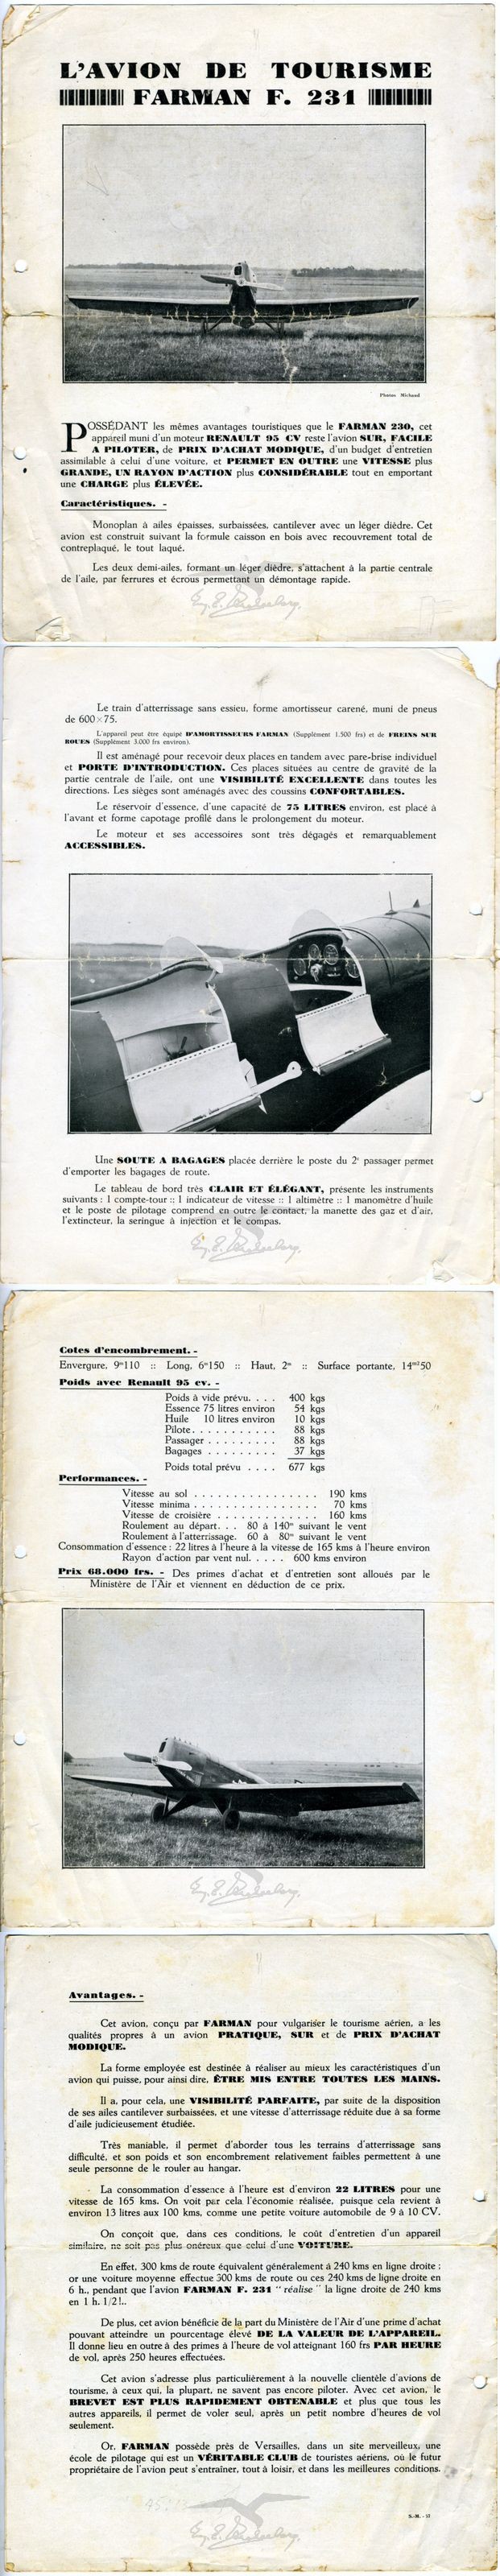 L'AVION DE TOURISME
FARMAN F. 231
Photos Michaud
POSSÉDANT les mêmes avantages touristiques que le FARMAN 230, cet
appareil muni d'un moteur RENAULT 95 CV reste l'avion SUR, FACILE
A PILOTER, de PRIX D'ACHAT MODIQUE, d'un budget d'entretien
assimilable à celui d'une voiture, et PERMET EN OUTRE une VITESSE plus
GRANDE, UN RAYON D'ACTION plus CONSIDÉRABLE tout en emportant
une CHARGE plus ÉLEVÉE.
Caractéristiques. -
Monoplan à ailes épaisses, surbaissées, cantilever avec un léger dièdre. Cet
avion est construit suivant la formule caisson en bois avec recouvrement total de
contreplaqué, le tout laqué.
Les deux demi-ailes, formant un léger dièdre, s'attachent à la partie centrale
de l'aile, par ferrures et écrous permettant un démontage rapide.
Le train d'atterrissage sans essieu, forme amortisseur carené, muni de pneus
de 600×75.
L'appareil peut être équipé D'AMORTISSEURS FARMAN (Supplément 1.500 frs) et de FREINS SUR
ROUES (Supplément 3.000 frs environ).
Il est aménagé pour recevoir deux places en tandem avec pare-brise individuel
et PORTE D'INTRODUCTION. Ces places situées au centre de gravité de la
partie centrale de l'aile, ont une VISIBILITÉ EXCELLENTE dans toutes les
directions. Les sièges sont aménagés avec des coussins CONFORTABLES.
Le réservoir d'essence, d'une capacité de 75 LITRES environ, est placé à
l'avant et forme capotage profilé dans le prolongement du moteur.
Le moteur et ses accessoires sont très dégagés et remarquablement
ACCESSIBLES.
Une SOUTE A BAGAGES placée derrière le poste du 2e passager permet
d'emporter les bagages de route.
Le tableau de bord très CLAIR ET ÉLÉGANT, présente les instruments
suivants : 1 compte-tour :: 1 indicateur de vitesse :: 1 altimètre :: 1 manomètre d'huile
et le poste de pilotage comprend en outre le contact, la manette des gaz et d'air,
l'extincteur, la seringue à injection et le compas.
Cotes d'encombrement. -
Envergure, 9m110 :: Long, 6m150 :: Haut, 2m :: Surface portante, 14m2 50
Poids avec Renault 95 cv. -
Poids à vide prévu. . . . 400 kgs
Essence 75 litres environ 54 kgs
Huile 10 litres environ 10 kgs
Pilote. . . . . . . . . . . 88 kgs
Passager . . . . . . . . . 88 kgs
Bagages . . . . . . . . . 37 kgs
Poids total prévu . . . . 677 kgs
Performances. -
Vitesse au sol . . . . . . . . . . . . . . . . 190 kms
Vitesse minima . . . . . . . . . . . . . . . 70 kms
Vitesse de croisière . . . . . . . . . . . . 160 kms
Roulement au départ. . . 80 à 140m suivant le vent
Roulement à l'atterrissage. 60 à 80m suivant le vent
Consommation d'essence : 22 litres à l'heure à la vitesse de 165 kms à l'heure environ
Rayon d'action par vent nul. . . . . 600 kms environ
Prix 68.000 frs. - Des primes d'achat et d'entretien sont alloués par le
Ministère de l'Air et viennent en déduction de ce prix.
Avantages. -
Cet avion, conçu par FARMAN pour vulgariser le tourisme aérien, a les
qualités propres à un avion PRATIQUE, SUR et de PRIX D'ACHAT
MODIQUE.
La forme employée est destinée à réaliser au mieux les caractéristiques d'un
avion qui puisse, pour ainsi dire, ÊTRE MIS ENTRE TOUTES LES MAINS.
Il a, pour cela, une VISIBILITÉ PARFAITE, par suite de la disposition
de ses ailes cantilever surbaissées, et une vitesse d'atterrissage réduite due à sa forme
d'aile judicieusement étudiée.
Très maniable, il permet d'aborder tous les terrains d'atterrissage sans
difficulté, et son poids et son encombrement relativement faibles permettent à une
seule personne de le rouler au hangar.
La consommation d'essence à l'heure est d'environ 22 LITRES pour une
vitesse de 165 kms. On voit par cela l'économie réalisée, puisque cela revient à
environ 13 litres aux 100 kms, comme une petite voiture automobile de 9 à 10 CV.
On conçoit que, dans ces conditions, le coût d'entretien d'un appareil
similaire, ne soit pas plus onéreux que celui d'une VOITURE.
En effet, 300 kms de route équivalent généralement à 240 kms en ligne droite ;
or une voiture moyenne effectue 300 kms de route ou ces 240 kms de ligne droite en
6 h., pendant que l'avion FARMAN F. 231 "réalise" la ligne droite de 240 kms
en 1 h. 1/2!..
De plus, cet avion bénéficie de la part du Ministère de l'Air d'une prime d'achat
pouvant atteindre un pourcentage élevé DE LA VALEUR DE L'APPAREIL.
Il donne lieu en outre à des primes à l'heure de vol atteignant 160 frs PAR HEURE
de vol, après 250 heures effectuées.
Cet avion s'adresse plus particulièrement à la nouvelle clientèle d'avions de
tourisme, à ceux qui, la plupart, ne savent pas encore piloter. Avec cet avion, le
BREVET EST PLUS RAPIDEMENT OBTENABLE et plus que tous les
autres appareils, il permet de voler seul, après un petit nombre d'heures de vol
seulement.
Or, FARMAN possède près de Versailles, dans un site merveilleux, une
école de pilotage qui est un VÉRITABLE CLUB de touristes aériens, où le futur
propriétaire de l'avion peut s'entraîner, tout à loisir, et dans les meilleures conditions.